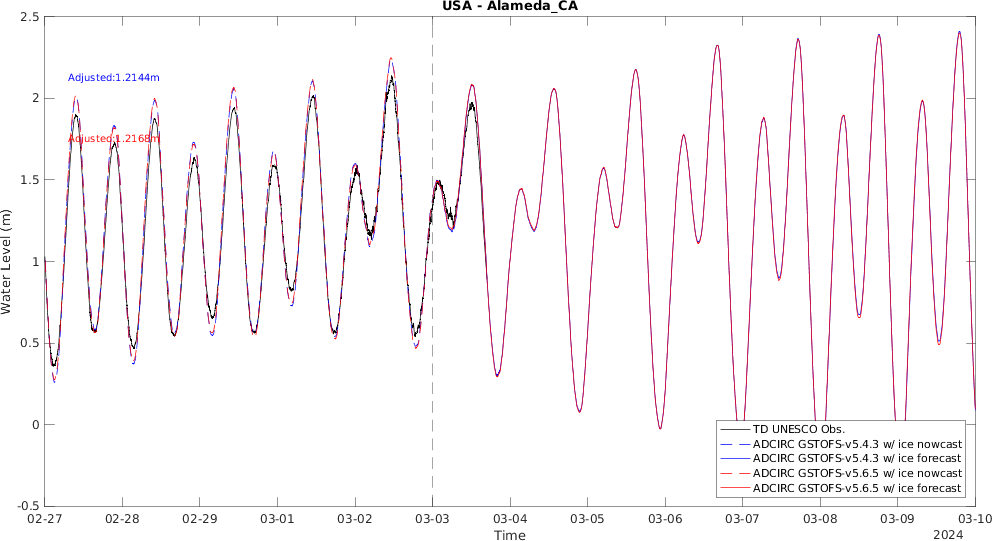 USA - Alameda_CA
2.5
2
1.5
1
0.5
0
-0.5
Water Level (m)
Adjusted:1.2144m
Adjusted:1.2168m
TD UNESCO Obs.
ADCIRC GSTOFS-v5.4.3 w/ ice nowcast
ADCIRC GSTOFS-v5.4.3 w/ ice forecast
ADCIRC GSTOFS-v5.6.5 w/ ice nowcast
ADCIRC GSTOFS-v5.6.5 w/ ice forecast
02-27 02-28 02-29 03-01 03-02 03-03 03-04 03-05 03-06 03-07 03-08 03-09 03-10
Time
2024